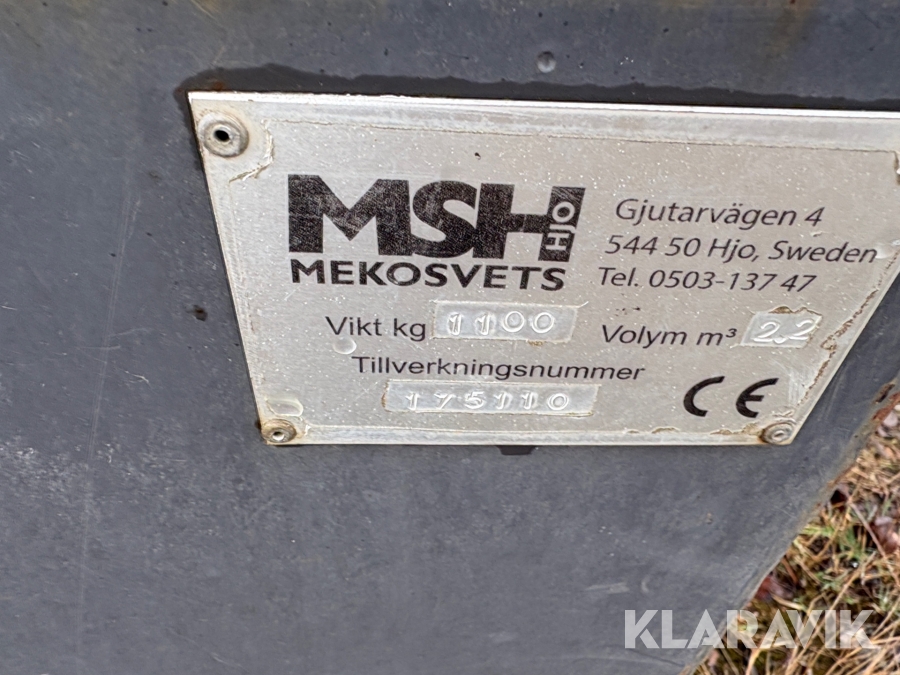 MSH HJO
MEKOSVETS
Gjutarvägen 4
544 50 Hjo, Sweden
Tel. 0503-137 47
Vikt kg 1100 Volym m³ 2,2
Tillverkningsnummer
175110
CE
KLARAVIK